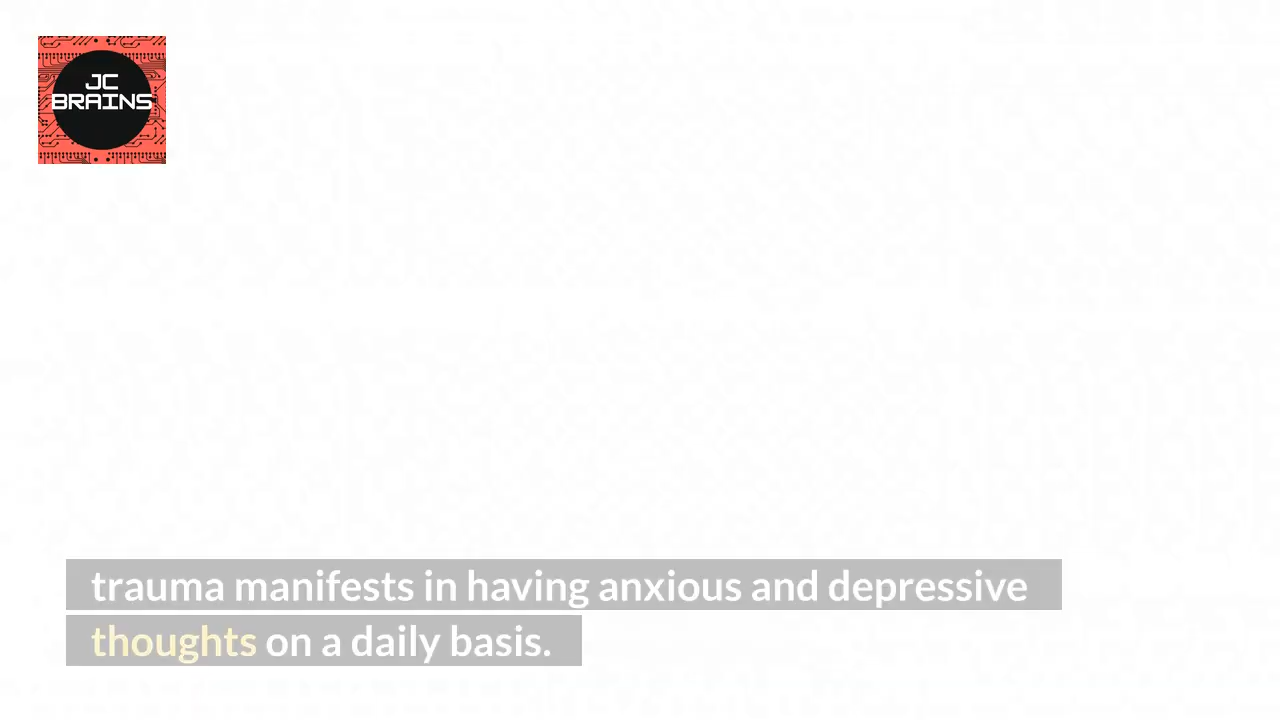 JC
BRAINS
trauma manifests in having anxious and depressive
thoughts on a daily basis.